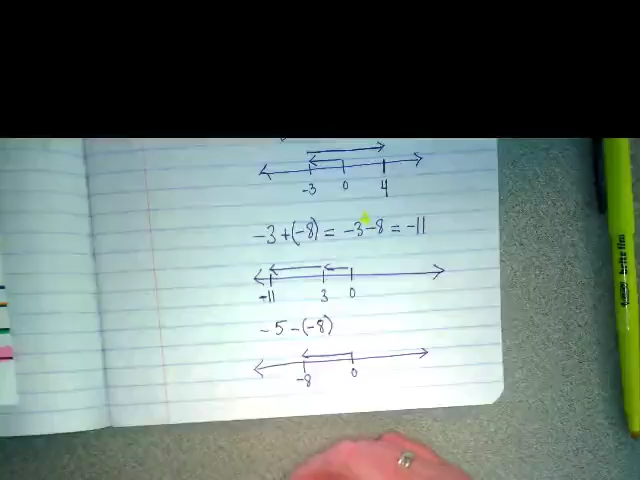 -3 0 4
-3+(-8) = -3-8 = -11
-11 3 0
-5-(-8)
-8 0
brite liner